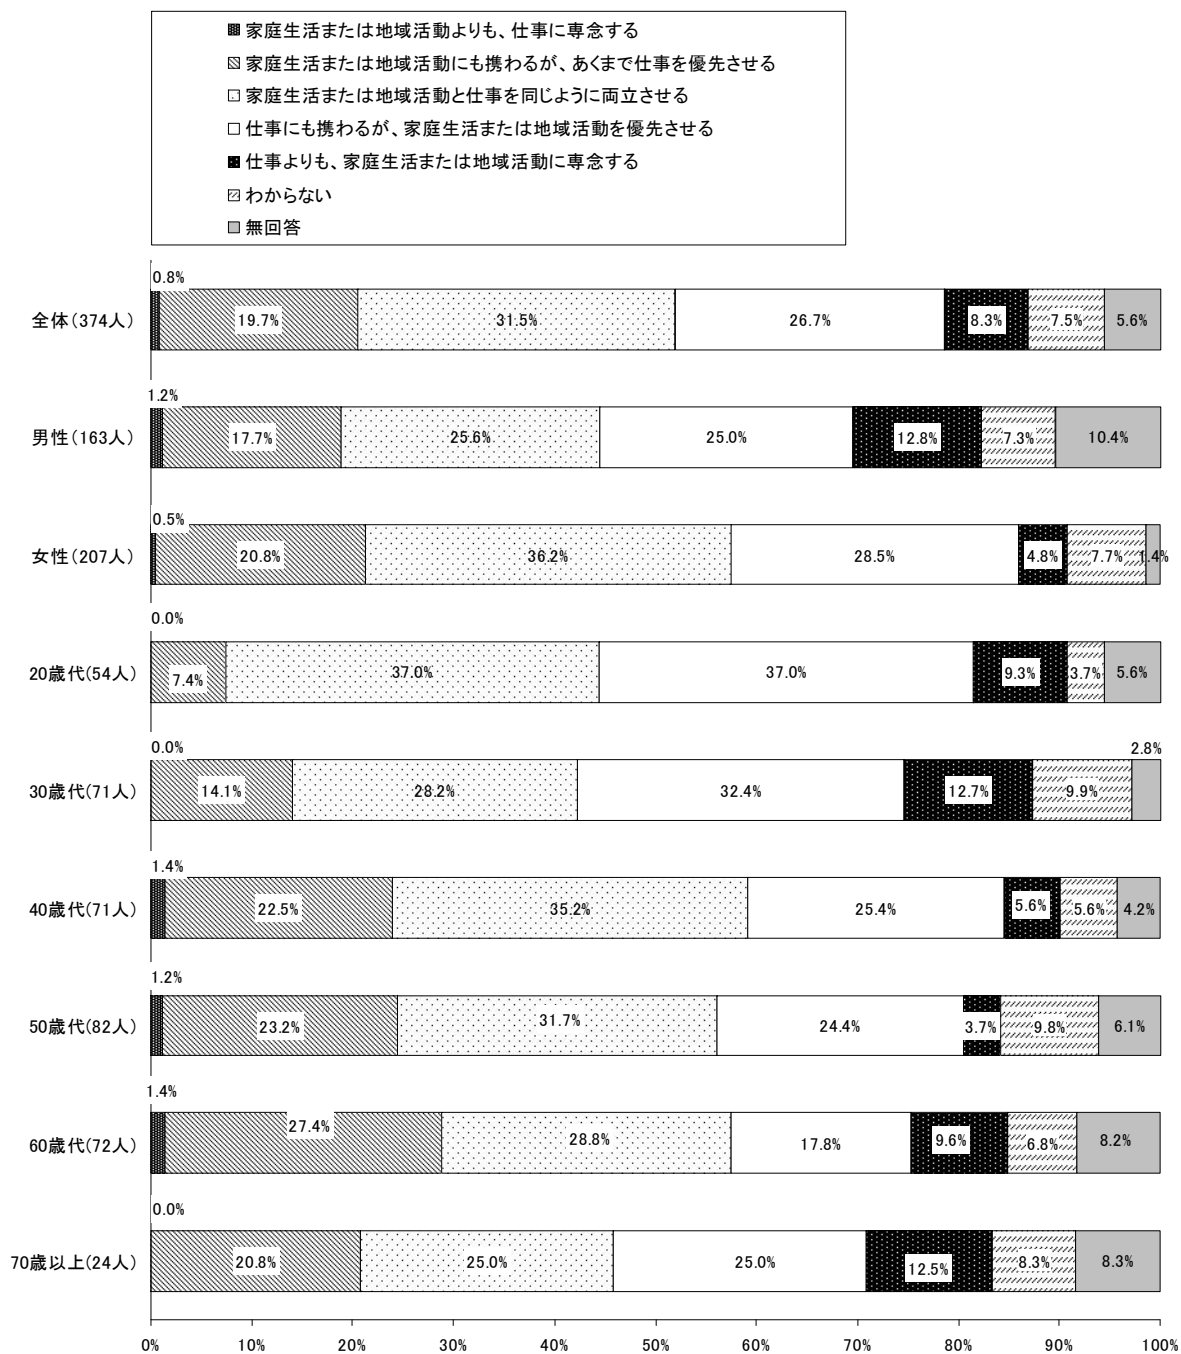 家庭生活または地域活動よりも、仕事に専念する
家庭生活または地域活動にも携わるが、あくまで仕事を優先させる
家庭生活または地域活動と仕事を同じように両立させる
仕事にも携わるが、家庭生活または地域活動を優先させる
仕事よりも、家庭生活または地域活動に専念する
わからない
無回答
0.8%
全体(374人) 19.7% 31.5% 26.7% 8.3% 7.5% 5.6%
1.2%
男性(163人) 17.7% 25.6% 25.0% 12.8% 7.3% 10.4%
0.5%
女性(207人) 20.8% 36.2% 28.5% 4.8% 7.7% 1.4%
0.0%
20歳代(54人) 7.4% 37.0% 37.0% 9.3% 3.7% 5.6%
0.0% 2.8%
30歳代(71人) 14.1% 28.2% 32.4% 12.7% 9.9%
1.4%
40歳代(71人) 22.5% 35.2% 25.4% 5.6% 5.6% 4.2%
1.2%
50歳代(82人) 23.2% 31.7% 24.4% 3.7% 9.8% 6.1%
1.4%
60歳代(72人) 27.4% 28.8% 17.8% 9.6% 6.8% 8.2%
0.0%
70歳以上(24人) 20.8% 25.0% 25.0% 12.5% 8.3% 8.3%
0% 10% 20% 30% 40% 50% 60% 70% 80% 90% 100%